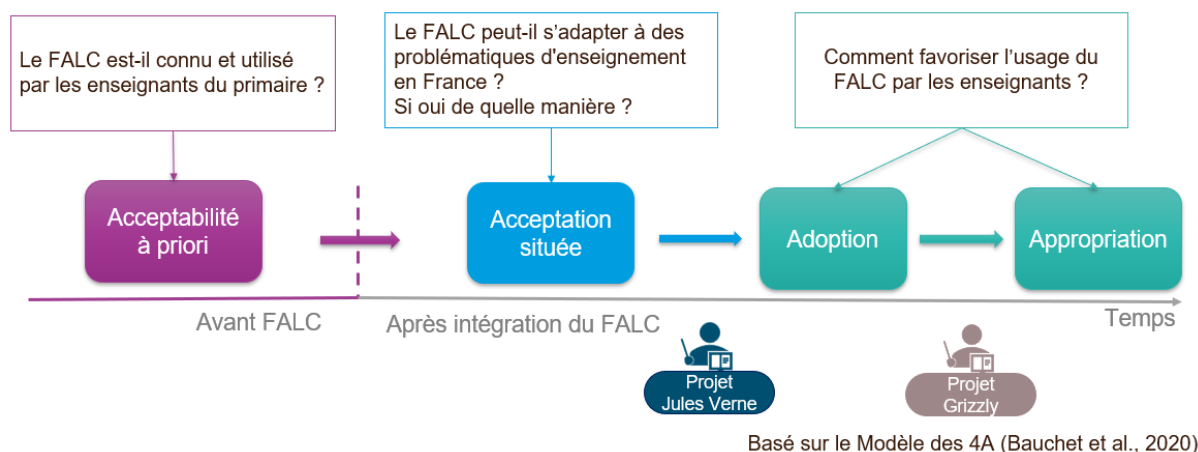 Le FALC est-il connu et utilisé
par les enseignants du primaire ?
Le FALC peut-il s'adapter à des
problématiques d'enseignement
en France ?
Si oui de quelle manière ?
Comment favoriser l'usage du
FALC par les enseignants ?
Acceptabilité
à priori
Acceptation
située
Adoption
Appropriation
Avant FALC
Après intégration du FALC
Temps
Projet
Jules Verne
Projet
Grizzly
Basé sur le Modèle des 4A (Bauchet et al., 2020)